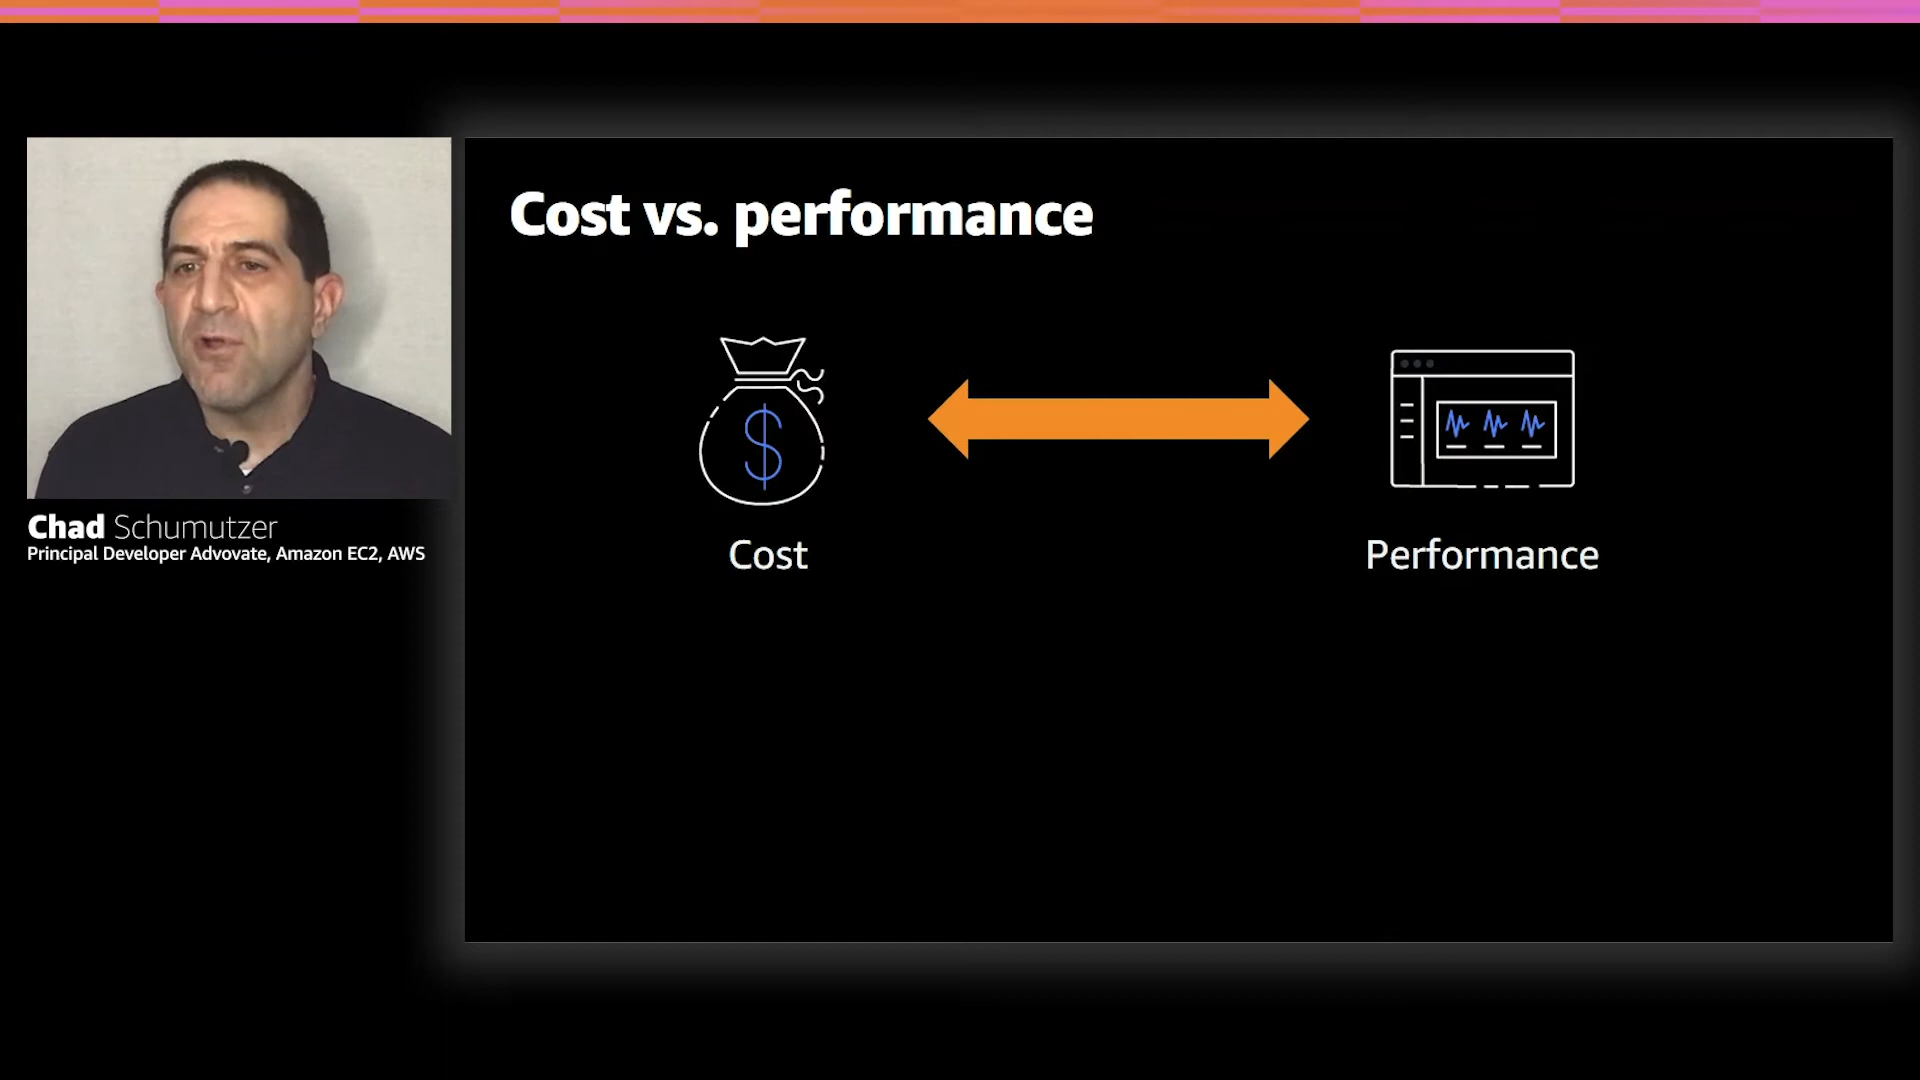 Cost vs. performance
$
Cost
Performance
Chad Schumutzer
Principal Developer Advovate, Amazon EC2, AWS